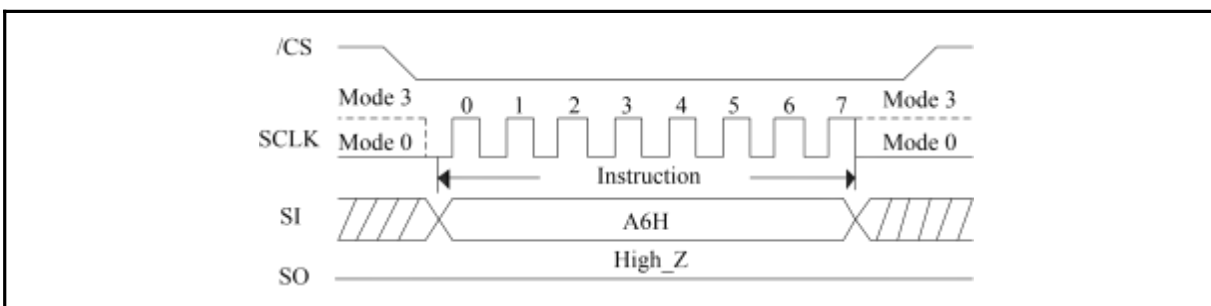 /CS
Mode 3 0 1 2 3 4 5 6 7 Mode 3
SCLK Mode 0 Mode 0
Instruction
SI A6H
High_Z
SO